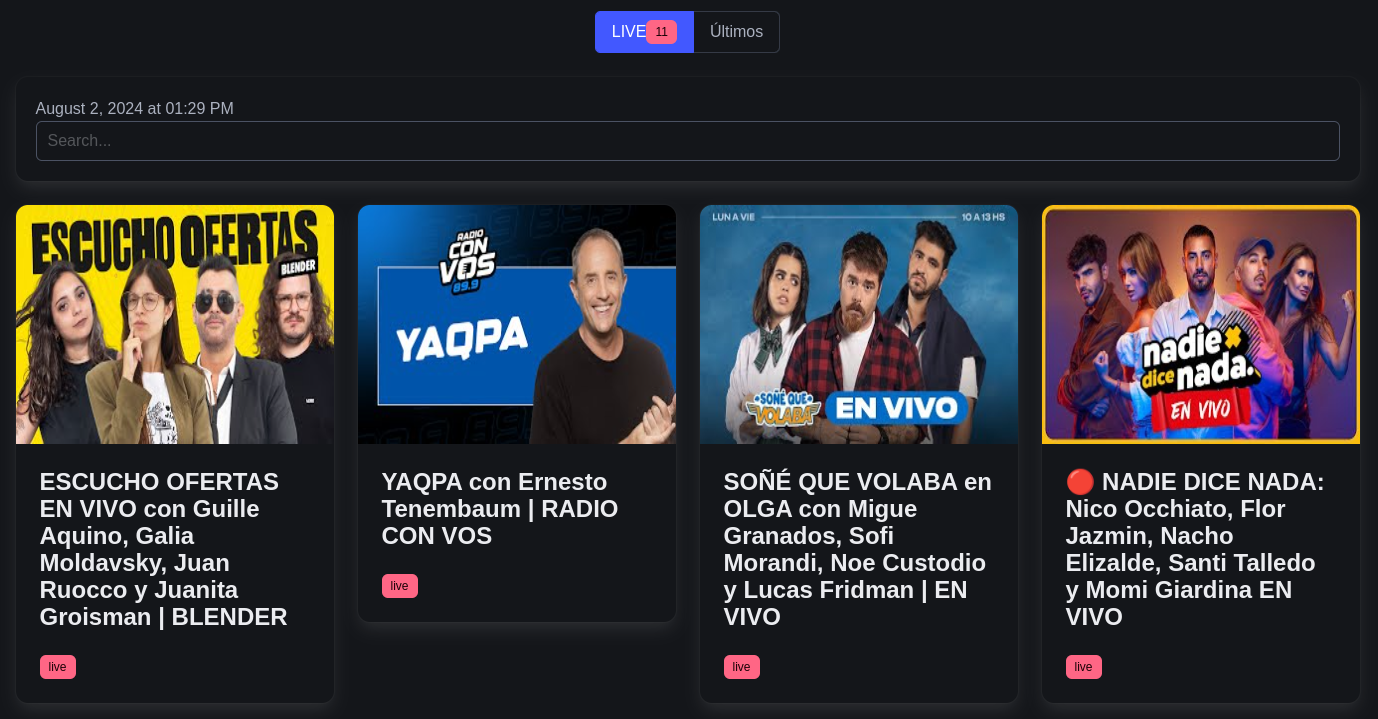 LIVE 11 Últimos
August 2, 2024 at 01:29 PM
Search...
ESCUCHO OFERTAS
BLENDER
RADIO
CON
VOS
89.9
YAQPA
LUN A VIE
10 A 13 HS
SOÑÉ QUE
VOLABA
EN VIVO
nadie
dice nada.
EN VIVO
ESCUCHO OFERTAS
EN VIVO con Guille
Aquino, Galia
Moldavsky, Juan
Ruocco y Juanita
Groisman | BLENDER
live
YAQPA con Ernesto
Tenembaum | RADIO
CON VOS
live
SOÑÉ QUE VOLABA en
OLGA con Migue
Granados, Sofi
Morandi, Noe Custodio
y Lucas Fridman | EN
VIVO
live
🔴 NADIE DICE NADA:
Nico Occhiato, Flor
Jazmin, Nacho
Elizalde, Santi Talledo
y Momi Giardina EN
VIVO
live